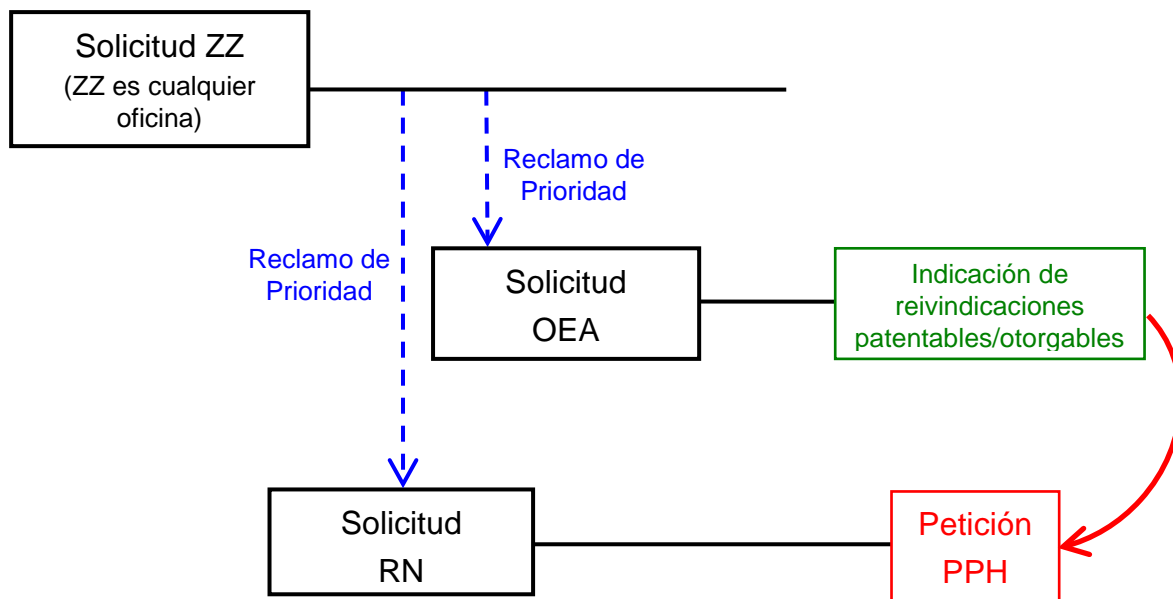 Solicitud ZZ
(ZZ es cualquier
oficina)
Reclamo de
Prioridad
Reclamo de
Prioridad
Solicitud
OEA
Indicación de
reivindicaciones
patentables/otorgables
Solicitud
RN
Petición
PPH